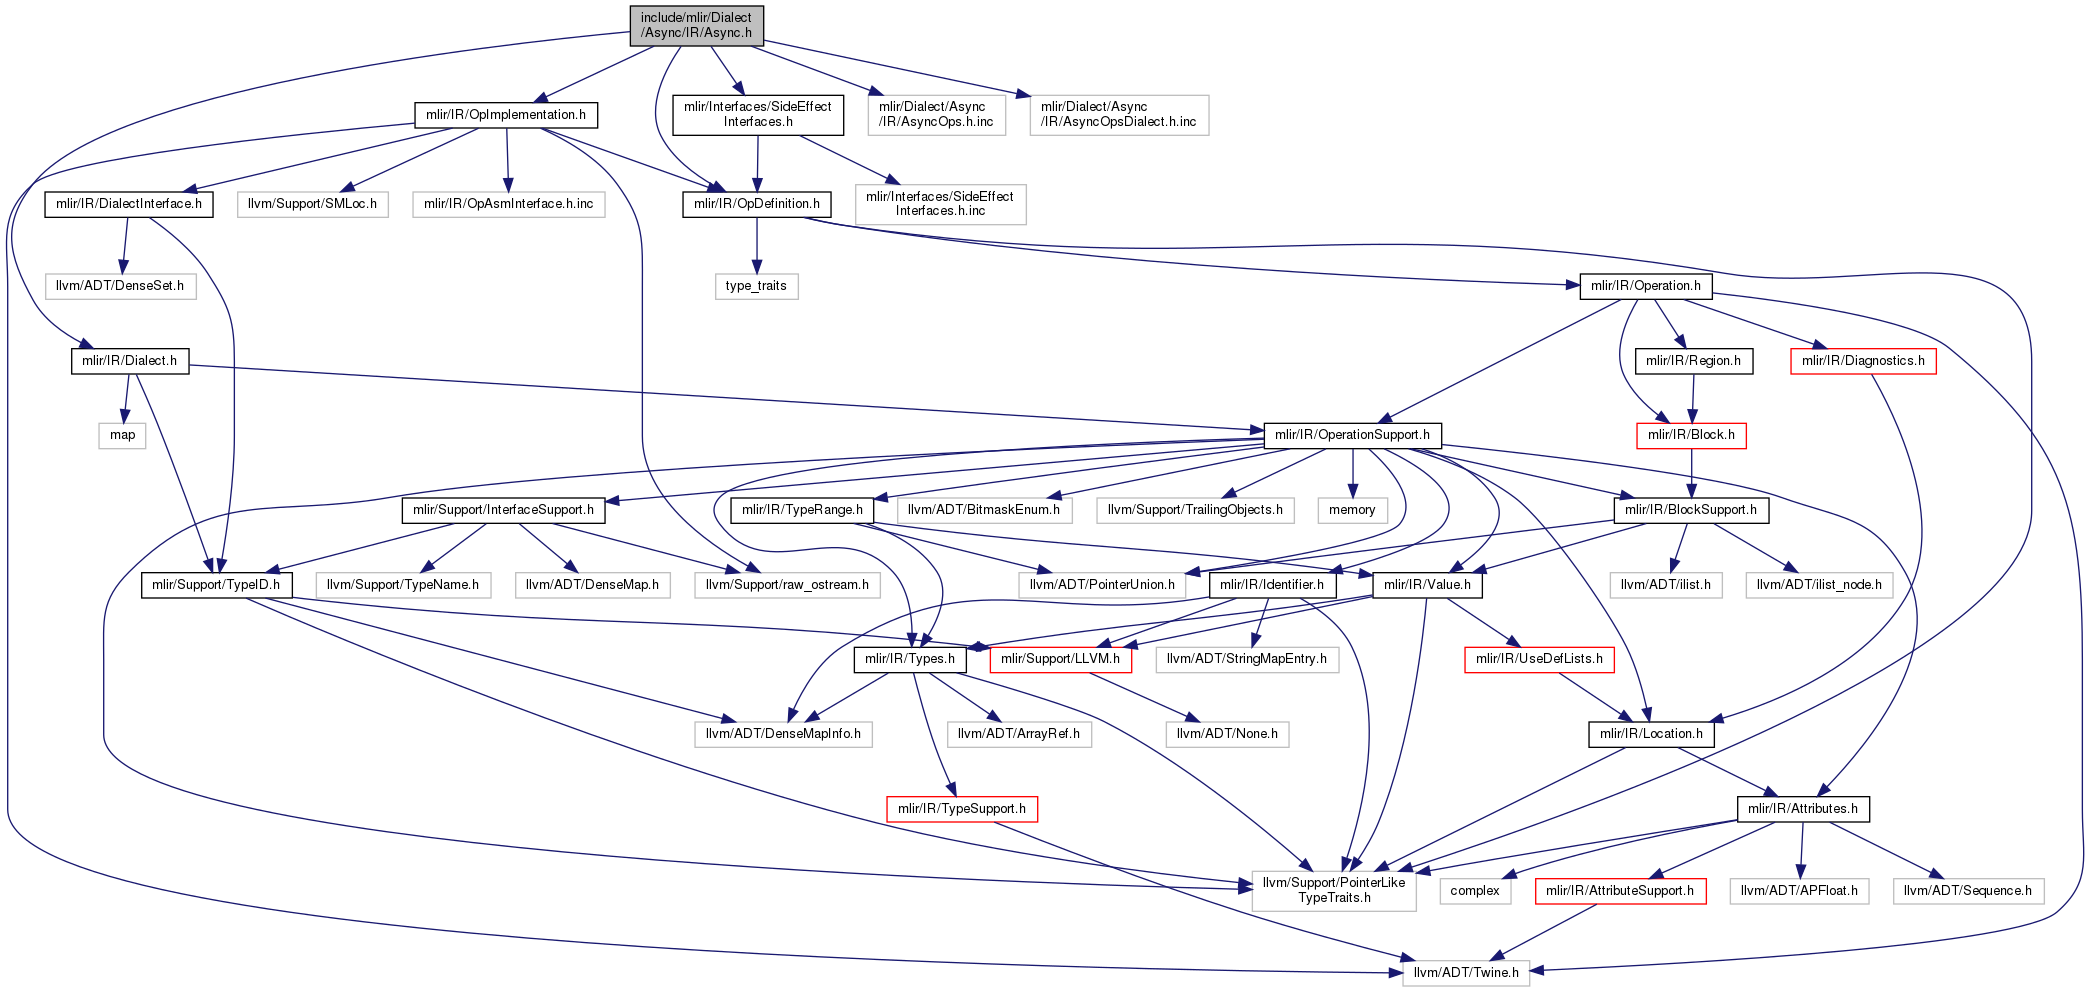 include/mlir/Dialect
/Async/IR/Async.h
mlir/IR/OpImplementation.h
mlir/Interfaces/SideEffect
Interfaces.h
mlir/Dialect/Async
/IR/AsyncOps.h.inc
mlir/Dialect/Async
/IR/AsyncOpsDialect.h.inc
mlir/IR/DialectInterface.h
llvm/Support/SMLoc.h
mlir/IR/OpAsmInterface.h.inc
mlir/IR/OpDefinition.h
mlir/Interfaces/SideEffect
Interfaces.h.inc
llvm/ADT/DenseSet.h
type_traits
mlir/IR/Operation.h
mlir/IR/Dialect.h
mlir/IR/Region.h
mlir/IR/Diagnostics.h
map
mlir/IR/OperationSupport.h
mlir/IR/Block.h
mlir/Support/InterfaceSupport.h
mlir/IR/TypeRange.h
llvm/ADT/BitmaskEnum.h
llvm/Support/TrailingObjects.h
memory
mlir/IR/BlockSupport.h
mlir/Support/TypeID.h
llvm/Support/TypeName.h
llvm/ADT/DenseMap.h
llvm/Support/raw_ostream.h
llvm/ADT/PointerUnion.h
mlir/IR/Identifier.h
mlir/IR/Value.h
llvm/ADT/ilist.h
llvm/ADT/ilist_node.h
mlir/IR/Types.h
mlir/Support/LLVM.h
llvm/ADT/StringMapEntry.h
mlir/IR/UseDefLists.h
llvm/ADT/DenseMapInfo.h
llvm/ADT/ArrayRef.h
llvm/ADT/None.h
mlir/IR/Location.h
mlir/IR/TypeSupport.h
mlir/IR/Attributes.h
llvm/Support/PointerLike
TypeTraits.h
complex
mlir/IR/AttributeSupport.h
llvm/ADT/APFloat.h
llvm/ADT/Sequence.h
llvm/ADT/Twine.h